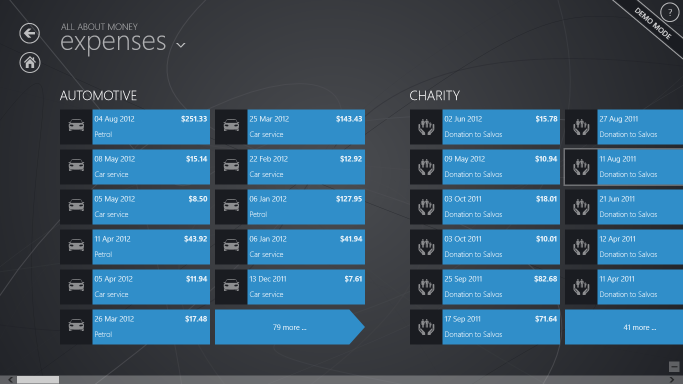 ALL ABOUT MONEY
expenses
?
DEMO MODE
AUTOMOTIVE
04 Aug 2012 $251.33
Petrol
08 May 2012 $15.14
Car service
05 May 2012 $8.50
Car service
11 Apr 2012 $43.92
Petrol
05 Apr 2012 $11.94
Car service
26 Mar 2012 $17.48
Petrol
25 Mar 2012 $143.43
Car service
22 Feb 2012 $12.92
Car service
06 Jan 2012 $127.95
Petrol
06 Jan 2012 $41.94
Car service
13 Dec 2011 $7.61
Car service
79 more ...
CHARITY
02 Jun 2012 $15.78
Donation to Salvos
09 May 2012 $10.94
Donation to Salvos
03 Oct 2011 $18.01
Donation to Salvos
03 Oct 2011 $10.01
Donation to Salvos
25 Sep 2011 $82.68
Donation to Salvos
17 Sep 2011 $71.64
Donation to Salvos
27 Aug 2011
Donation to Salvos
11 Aug 2011
Donation to Salvos
21 Jun 2011
Donation to Salvos
12 Apr 2011
Donation to Salvos
11 Apr 2011
Donation to Salvos
41 more ...